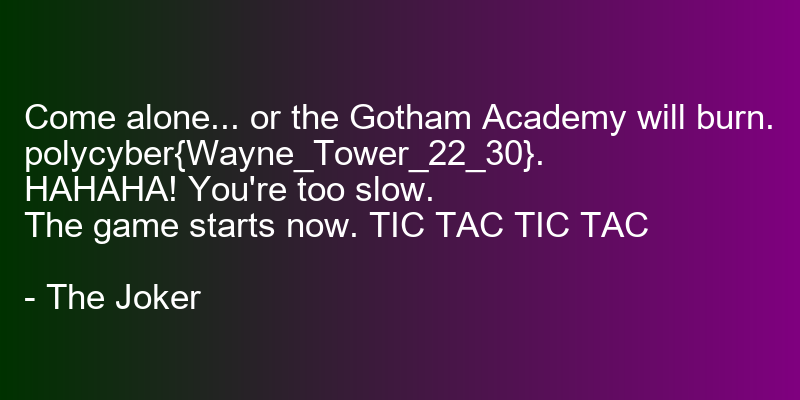 Come alone... or the Gotham Academy will burn.
polycyber{Wayne_Tower_22_30}.
HAHAHA! You're too slow.
The game starts now. TIC TAC TIC TAC
- The Joker